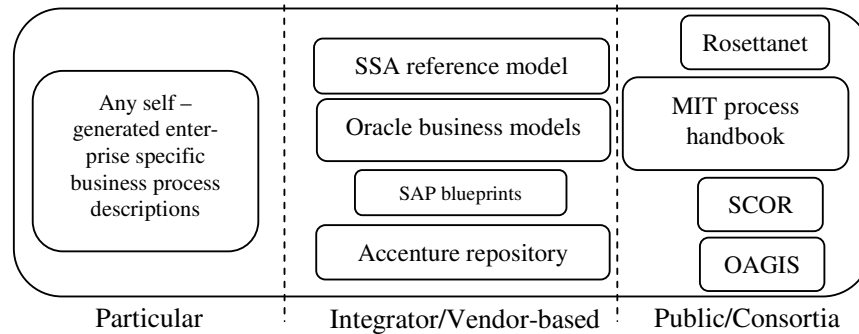 Any self –
generated enter-
prise specific
business process
descriptions
SSA reference model
Oracle business models
SAP blueprints
Accenture repository
Rosettanet
MIT process
handbook
SCOR
OAGIS
Particular
Integrator/Vendor-based
Public/Consortia